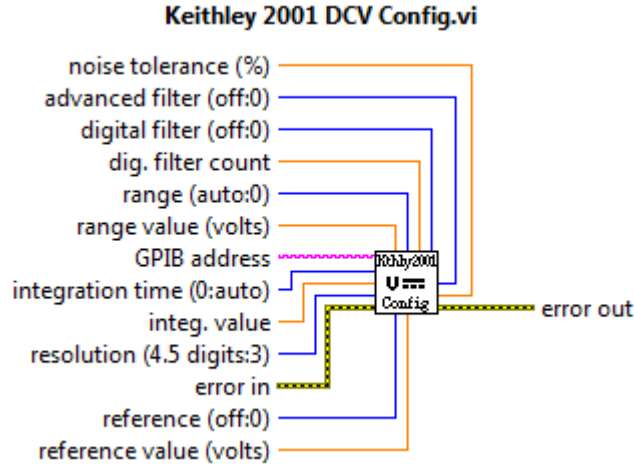 Keithley 2001 DCV Config.vi
noise tolerance (%)
advanced filter (off:0)
digital filter (off:0)
dig. filter count
range (auto:0)
range value (volts)
GPIB address
integration time (0:auto)
integ. value
resolution (4.5 digits:3)
error in
reference (off:0)
reference value (volts)
Kthly2001
V
Config
error out